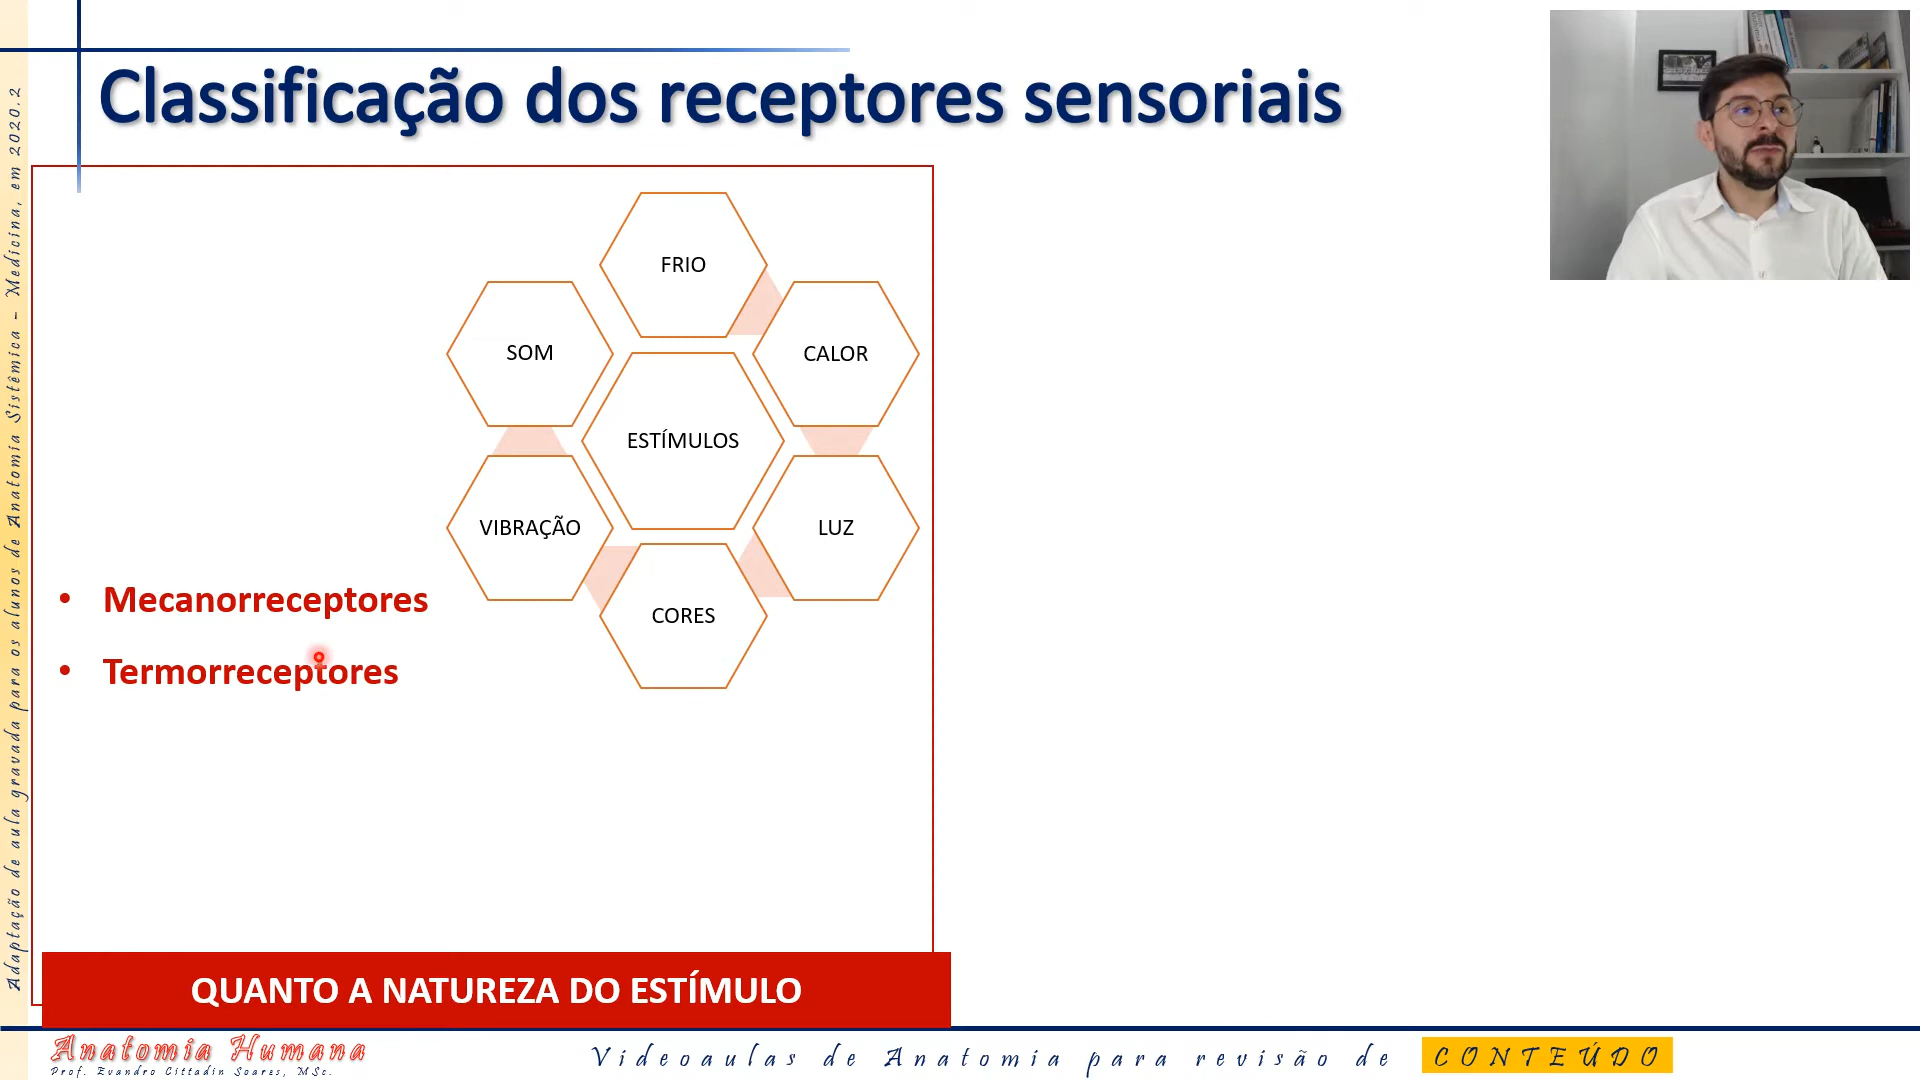 Classificação dos receptores sensoriais
FRIO
SOM
CALOR
ESTÍMULOS
VIBRAÇÃO
LUZ
CORES
• Mecanorreceptores
• Termorreceptores
QUANTO A NATUREZA DO ESTÍMULO
Adaptação de aula gravada para os alunos de Anatomia Sistêmica – Medicina, em 2020.2
Anatomia Humana
Prof. Evandro Cittadin Soares, MSc.
Videoaulas de Anatomia para revisão de CONTEÚDO